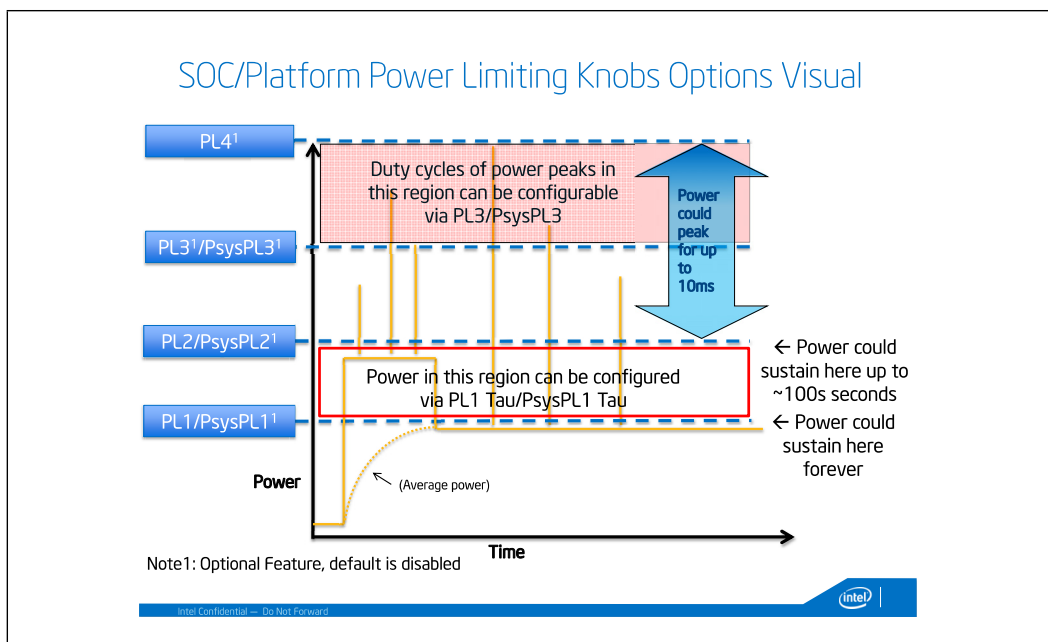 SOC/Platform Power Limiting Knobs Options Visual
PL4¹
Duty cycles of power peaks in
this region can be configurable
via PL3/PsysPL3
Power
could
peak
for up
to
10ms
PL3¹/PsysPL3¹
PL2/PsysPL2¹
← Power could
sustain here up to
~100s seconds
Power in this region can be configured
via PL1 Tau/PsysPL1 Tau
PL1/PsysPL1¹
← Power could
sustain here
forever
Power
(Average power)
Time
Note1: Optional Feature, default is disabled
Intel Confidential — Do Not Forward
intel